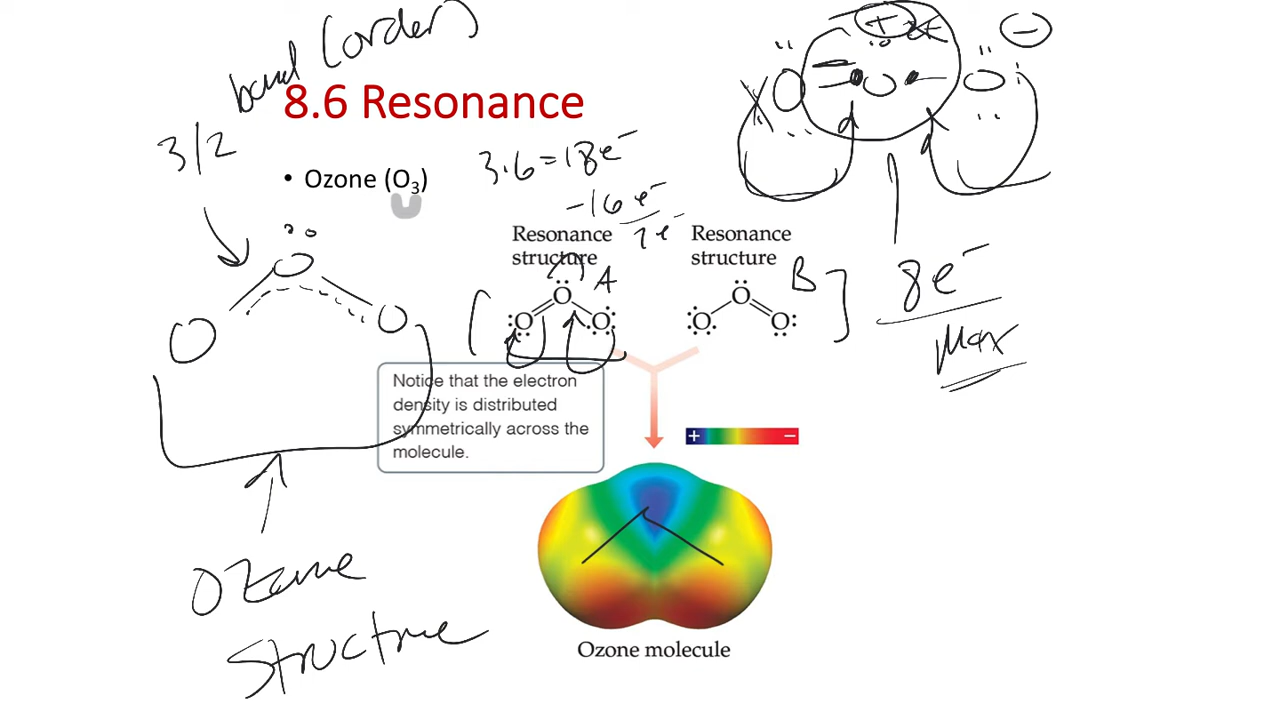 bond (order)
8.6 Resonance
3/2
• Ozone (O₃)
3·6=18e⁻
-16e⁻
2e⁻
Resonance structure
Resonance structure
A
B
O O O
O O O
O O O
O O O
+
−
8e⁻
Max
Notice that the electron
density is distributed
symmetrically across the
molecule.
+ −
Ozone
structure
Ozone molecule